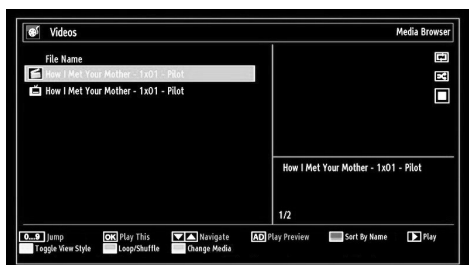 Videos
Media Browser
File Name
How I Met Your Mother - 1x01 - Pilot
How I Met Your Mother - 1x01 - Pilot
How I Met Your Mother - 1x01 - Pilot
1/2
0...9 Jump OK Play This Navigate AD Play Preview Sort By Name Play
Toggle View Style Loop/Shuffle Change Media